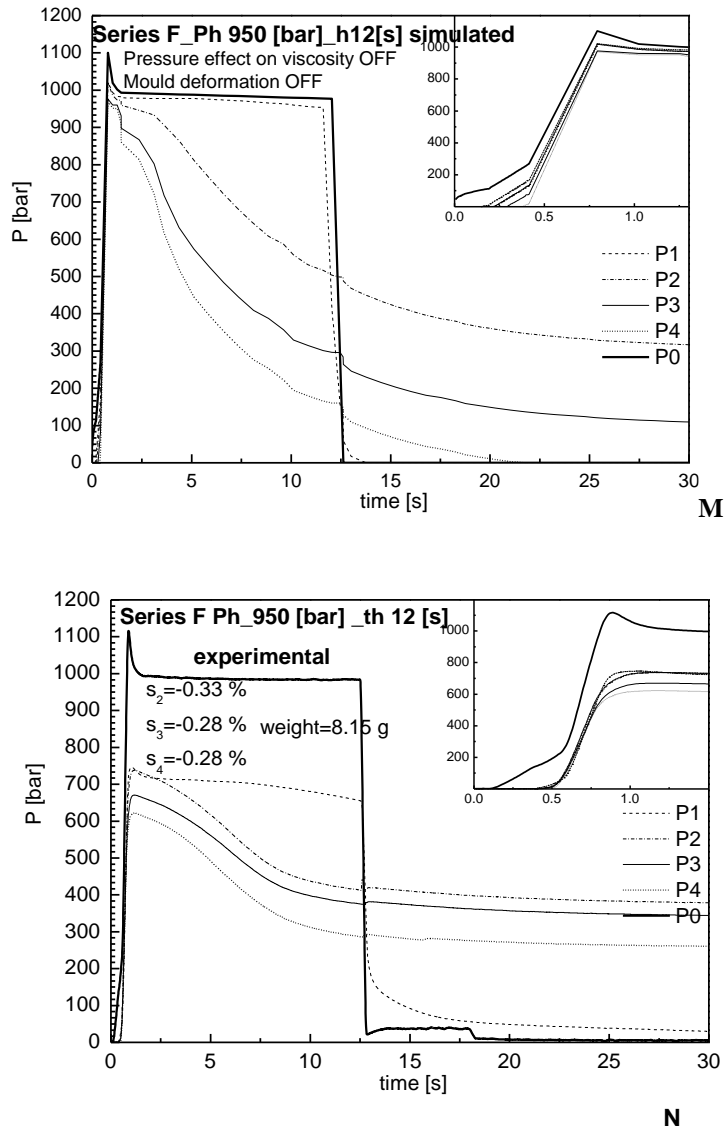 Series F_Ph 950 [bar]_h12[s] simulated
Pressure effect on viscosity OFF
Mould deformation OFF
1200
1100
1000
900
800
700
600
500
400
300
200
100
0
P [bar]
0
5
10
15
20
25
30
time [s]
1000
800
600
400
200
0.0
0.5
1.0
P1
P2
P3
P4
P0
M
Series F Ph_950 [bar] _th 12 [s]
experimental
s2=-0.33 %
s3=-0.28 % weight=8.15 g
s4=-0.28 %
1200
1100
1000
900
800
700
600
500
400
300
200
100
0
P [bar]
0
5
10
15
20
25
30
time [s]
1000
800
600
400
200
0.0
0.5
1.0
P1
P2
P3
P4
P0
N